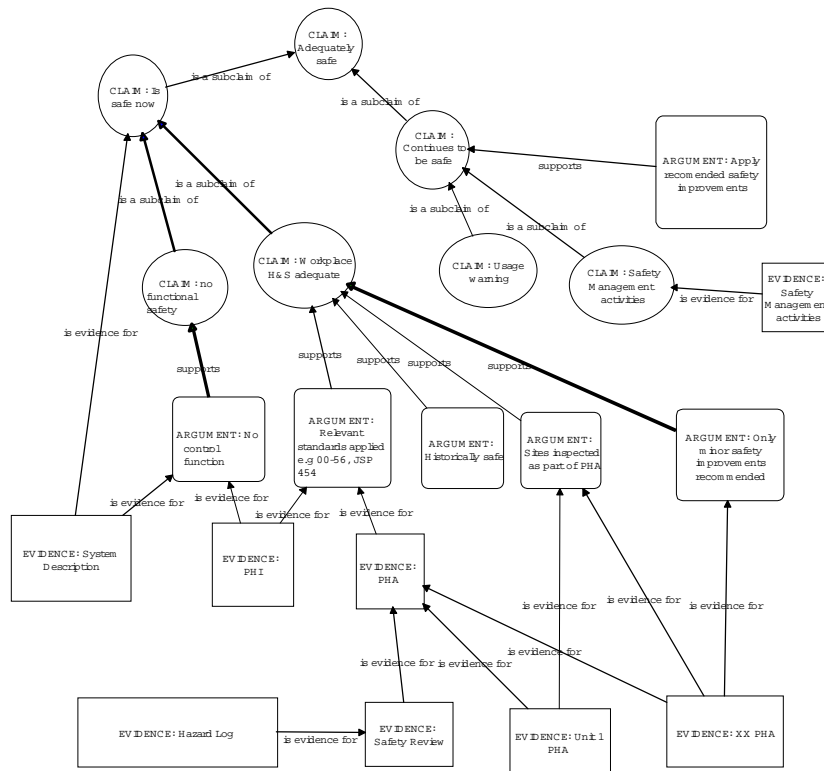 CLAIM:
Adequately
safe
is a subclaim of
CLAIM: Is
safe now
is a subclaim of
CLAIM:
Continues to
be safe
supports
ARGUMENT: Apply
recomended safety
improvements
is a subclaim of
is a subclaim of
is a subclaim of
is a subclaim of
CLAIM: Workplace
H&S adequate
CLAIM: Usage
warning
CLAIM: Safety
Management
activities
is evidence for
EVIDENCE:
Safety
Management
activities
CLAIM: no
functional
safety
is evidence for
supports
supports
supports
supports
supports
ARGUMENT: No
control
function
ARGUMENT:
Relevant
standards applied
e.g 00-56, JSP
454
ARGUMENT:
Historically safe
ARGUMENT:
Sites inspected
as part of PHA
ARGUMENT: Only
minor safety
improvements
recommended
is evidence for
is evidence for
is evidence for
is evidence for
EVIDENCE: System
Description
EVIDENCE:
PHI
EVIDENCE:
PHA
is evidence for
is evidence for
is evidence for
is evidence for
is evidence for
is evidence for
EVIDENCE: Hazard Log
is evidence for
EVIDENCE:
Safety Review
EVIDENCE: Unit 1
PHA
EVIDENCE: XX PHA